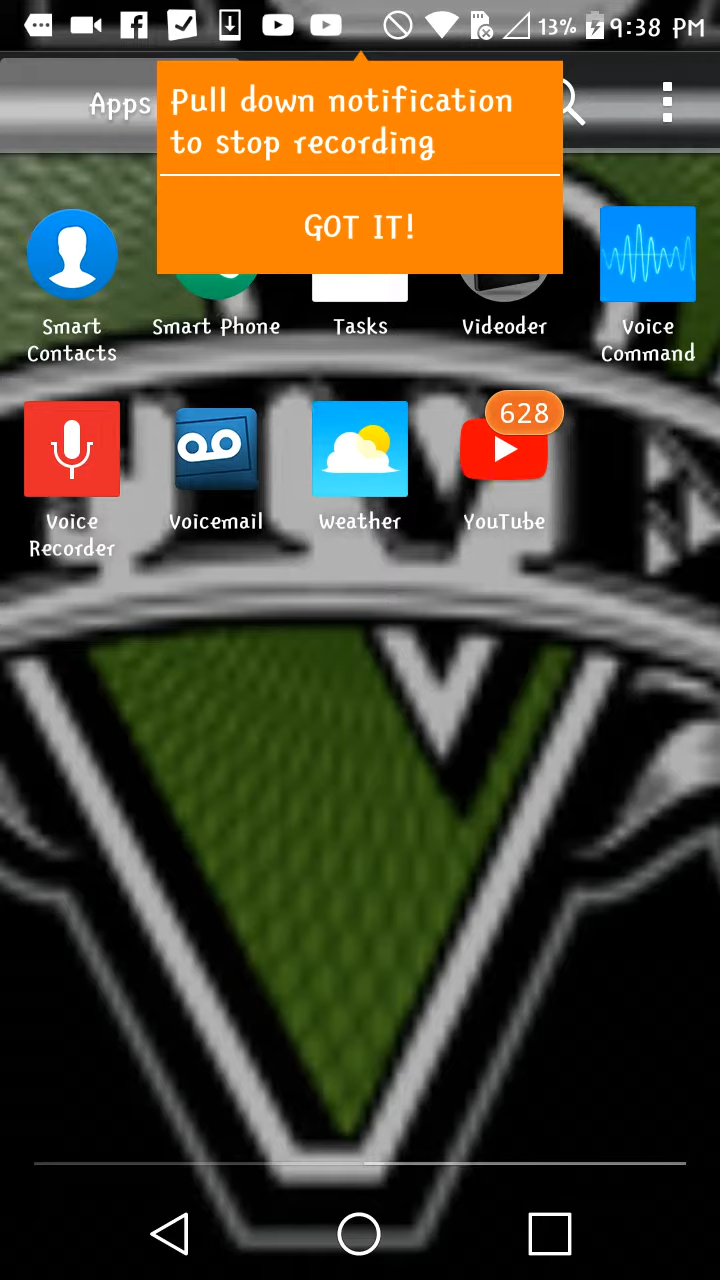 13%
9:38 PM
Apps
Pull down notification
to stop recording
GOT IT!
Smart
Contacts
Smart Phone
Tasks
Videoder
Voice
Command
628
Voice
Recorder
Voicemail
Weather
YouTube